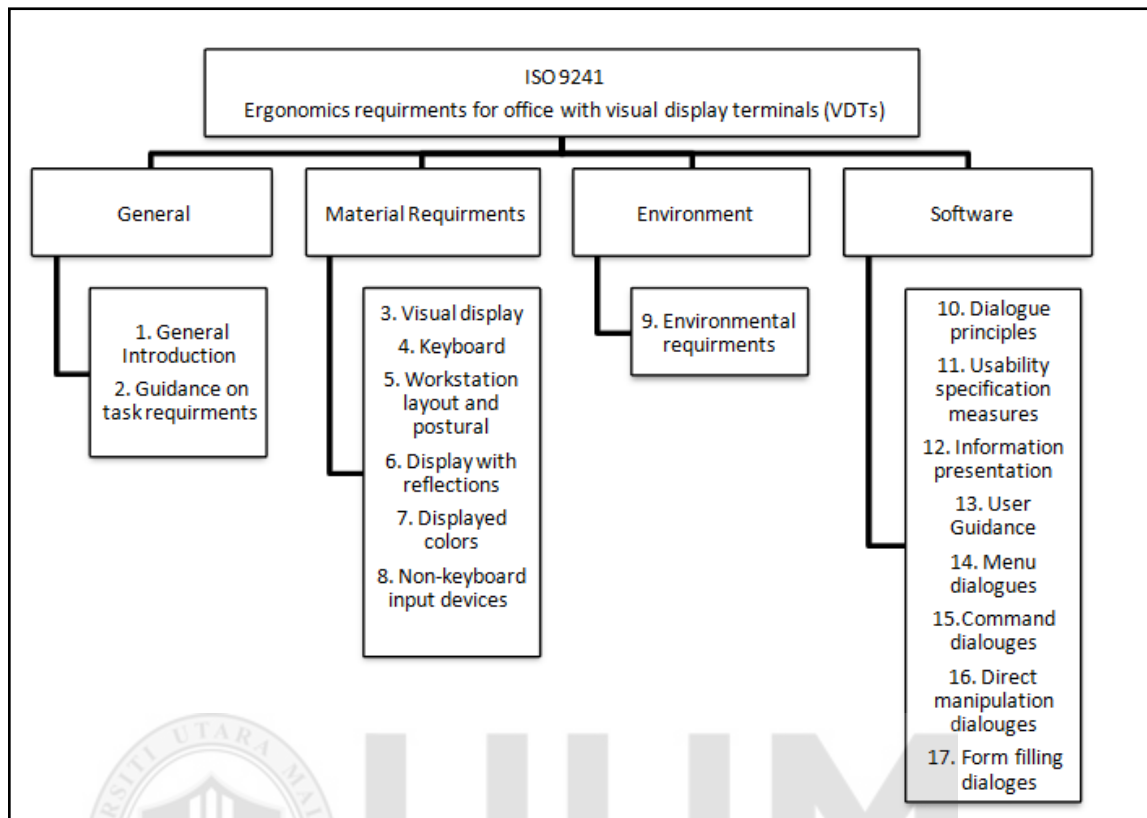 ISO 9241
Ergonomics requirments for office with visual display terminals (VDTs)
General
Material Requirments
Environment
Software
1. General
Introduction
2. Guidance on
task requirments
3. Visual display
4. Keyboard
5. Workstation
layout and
postural
6. Display with
reflections
7. Displayed
colors
8. Non-keyboard
input devices
9. Environmental
requirments
10. Dialogue
principles
11. Usability
specification
measures
12. Information
presentation
13. User
Guidance
14. Menu
dialogues
15.Command
dialouges
16. Direct
manipulation
dialouges
17. Form filling
dialoges
UTARA
UUM